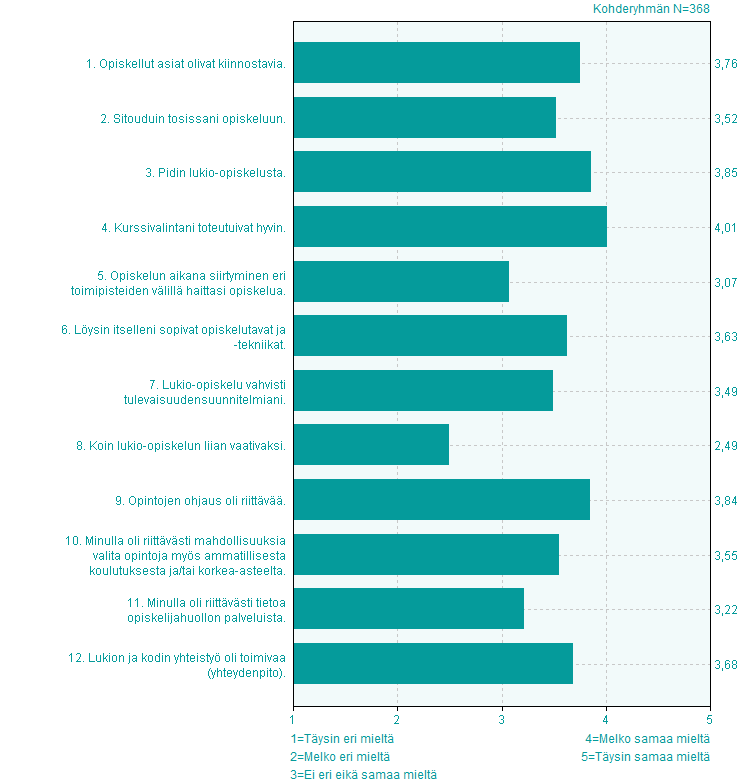 Kohderyhmän N=368
1. Opiskellut asiat olivat kiinnostavia.
3,76
2. Sitouduin tosissani opiskeluun.
3,52
3. Pidin lukio-opiskelusta.
3,85
4. Kurssivalintani toteutuivat hyvin.
4,01
5. Opiskelun aikana siirtyminen eri
toimipisteiden välillä haittasi opiskelua.
3,07
6. Löysin itselleni sopivat opiskelutavat ja
-tekniikat.
3,63
7. Lukio-opiskelu vahvisti
tulevaisuudensuunnitelmiani.
3,49
8. Koin lukio-opiskelun liian vaativaksi.
2,49
9. Opintojen ohjaus oli riittävää.
3,84
10. Minulla oli riittävästi mahdollisuuksia
valita opintoja myös ammatillisesta
koulutuksesta ja/tai korkea-asteelta.
3,55
11. Minulla oli riittävästi tietoa
opiskelijahuollon palveluista.
3,22
12. Lukion ja kodin yhteistyö oli toimivaa
(yhteydenpito).
3,68
1 2 3 4 5
1=Täysin eri mieltä
2=Melko eri mieltä
3=Ei eri eikä samaa mieltä
4=Melko samaa mieltä
5=Täysin samaa mieltä